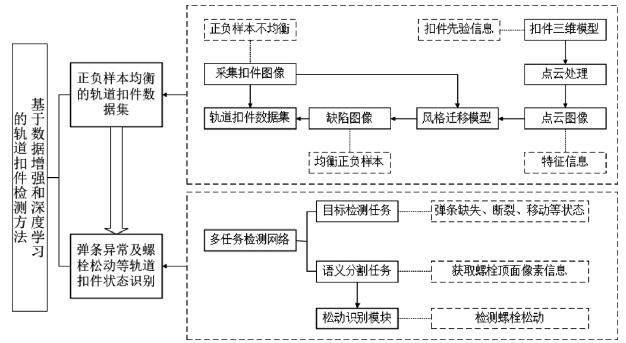 基于数据增强和深度学习
的轨道扣件检测方法
正负样本均衡
的轨道扣件数
据集
弹条异常及螺
栓松动等轨道
扣件状态识别
正负样本不均衡
扣件先验信息
扣件三维模型
采集扣件图像
点云处理
轨道扣件数据集
缺陷图像
风格迁移模型
点云图像
均衡正负样本
特征信息
目标检测任务
弹条缺失、断裂、移动等状态
多任务检测网络
语义分割任务
获取螺栓顶面像素信息
松动识别模块
检测螺栓松动